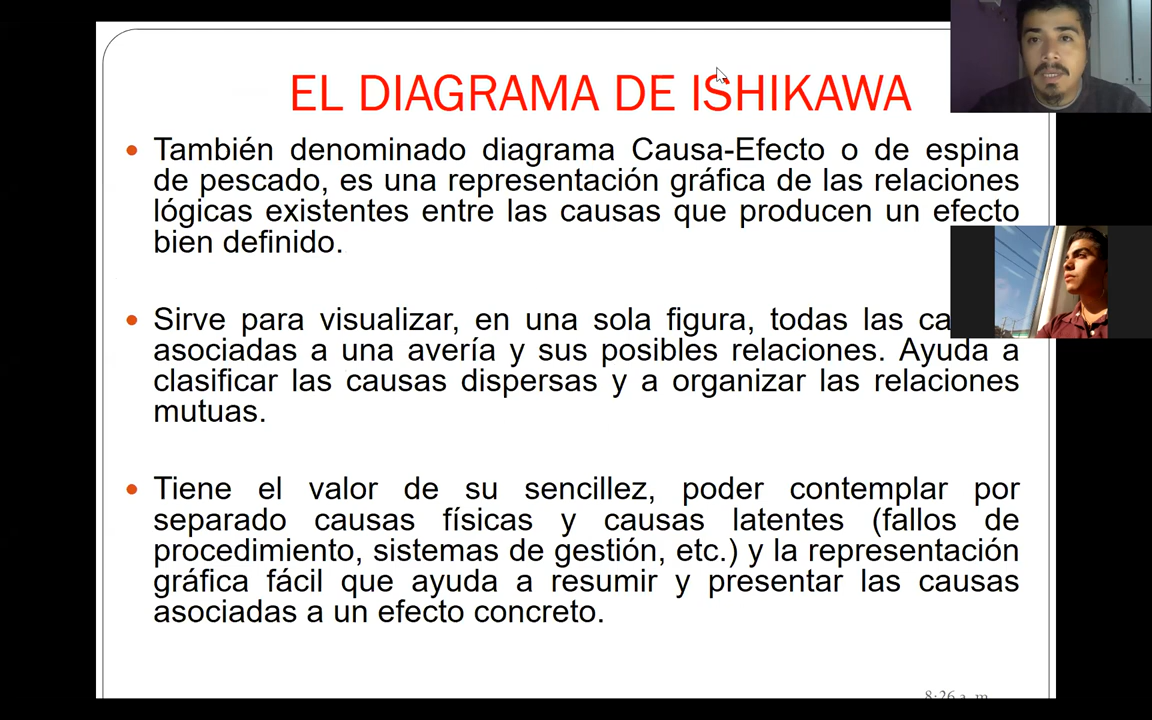 EL DIAGRAMA DE ISHIKAWA
También denominado diagrama Causa-Efecto o de espina
de pescado, es una representación gráfica de las relaciones
lógicas existentes entre las causas que producen un efecto
bien definido.
Sirve para visualizar, en una sola figura, todas las
asociadas a una avería y sus posibles relaciones. Ayuda a
clasificar las causas dispersas y a organizar las relaciones
mutuas.
Tiene el valor de su sencillez, poder contemplar por
separado causas físicas y causas latentes (fallos de
procedimiento, sistemas de gestión, etc.) y la representación
gráfica fácil que ayuda a resumir y presentar las causas
asociadas a un efecto concreto.
8:26 a. m.